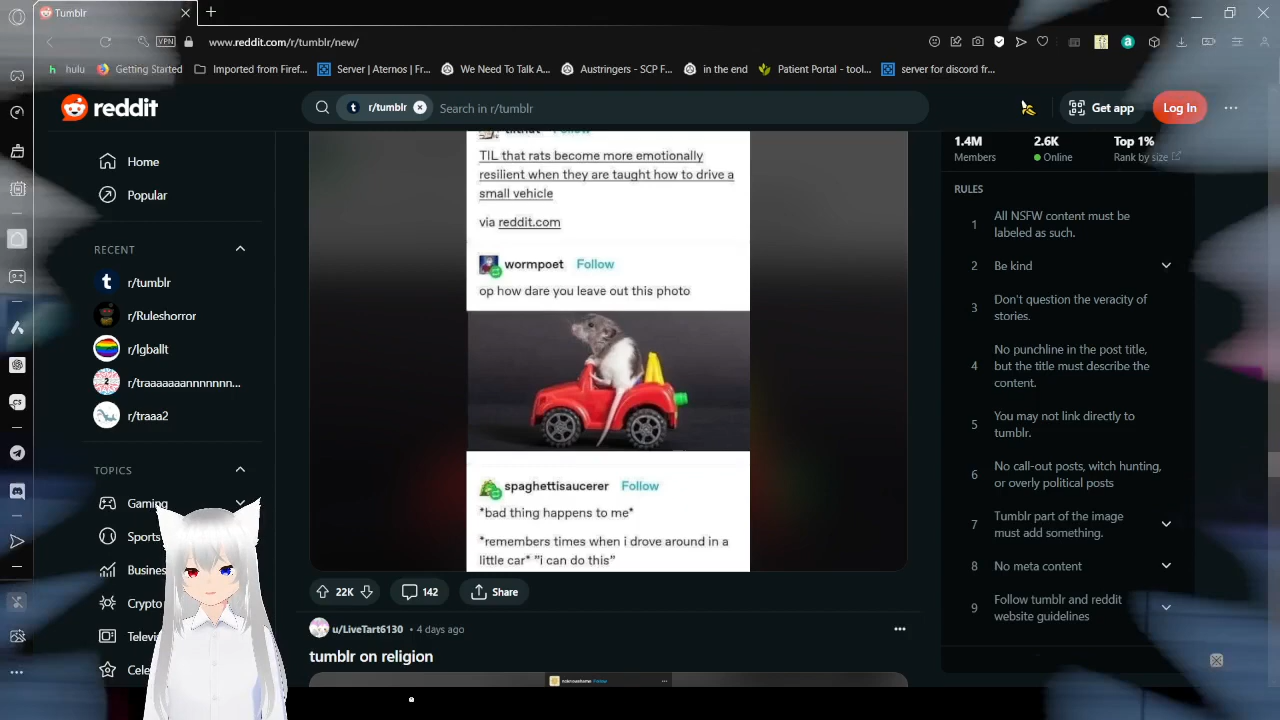 Tumblr
VPN
www.reddit.com/r/tumblr/new/
hulu
Getting Started
Imported from Firef...
Server | Aternos | Fr...
We Need To Talk A...
Austringers - SCP F...
in the end
Patient Portal - tool...
server for discord fr...
reddit
r/tumblr
Search in r/tumblr
Get app
Log In
Home
Popular
RECENT
r/tumblr
r/Ruleshorror
r/lgballt
r/traaaaaaannnnnnn...
r/traaa2
TOPICS
Gaming
Sports
Busines
Crypto
Televi
Cele
Follow
TIL that rats become more emotionally
resilient when they are taught how to drive a
small vehicle
via reddit.com
wormpoet Follow
op how dare you leave out this photo
spaghettisaucerer Follow
*bad thing happens to me*
*remembers times when i drove around in a
little car* "i can do this"
22K
142
Share
u/LiveTart6130 • 4 days ago
tumblr on religion
1.4M
Members
2.6K
Online
Top 1%
Rank by size
RULES
1 All NSFW content must be
labeled as such.
2 Be kind
3 Don't question the veracity of
stories.
4 No punchline in the post title,
but the title must describe the
content.
5 You may not link directly to
tumblr.
6 No call-out posts, witch hunting,
or overly political posts
7 Tumblr part of the image
must add something.
8 No meta content
9 Follow tumblr and reddit
website guidelines